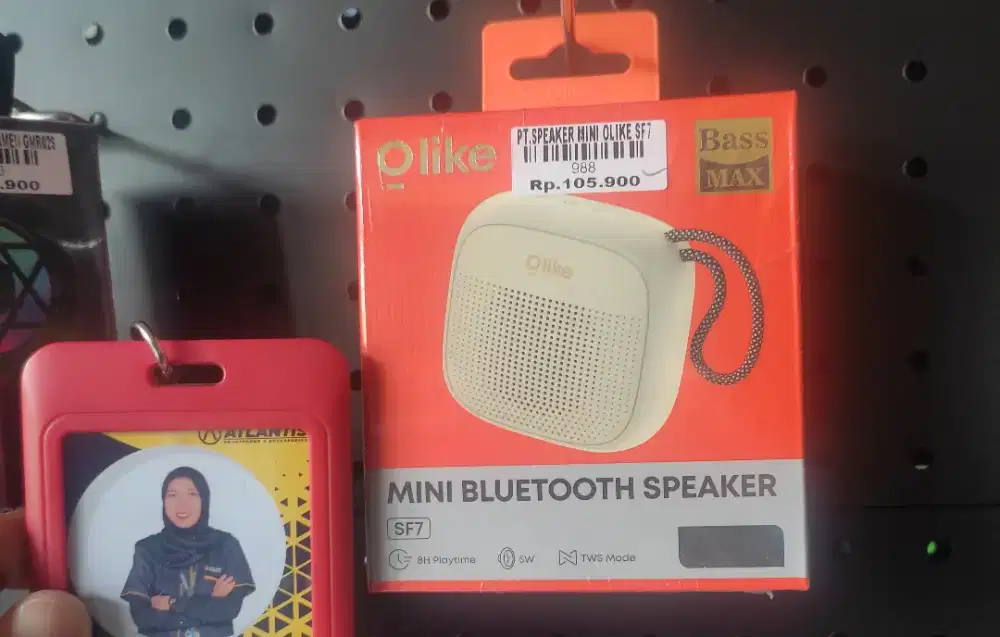 GMR02S
.900
Olike
PT.SPEAKER MINI OLIKE SF7
988
Rp.105.900
Bass
MAX
Olike
MINI BLUETOOTH SPEAKER
SF7
8H Playtime
5W
TWS Mode
ATLANTIS